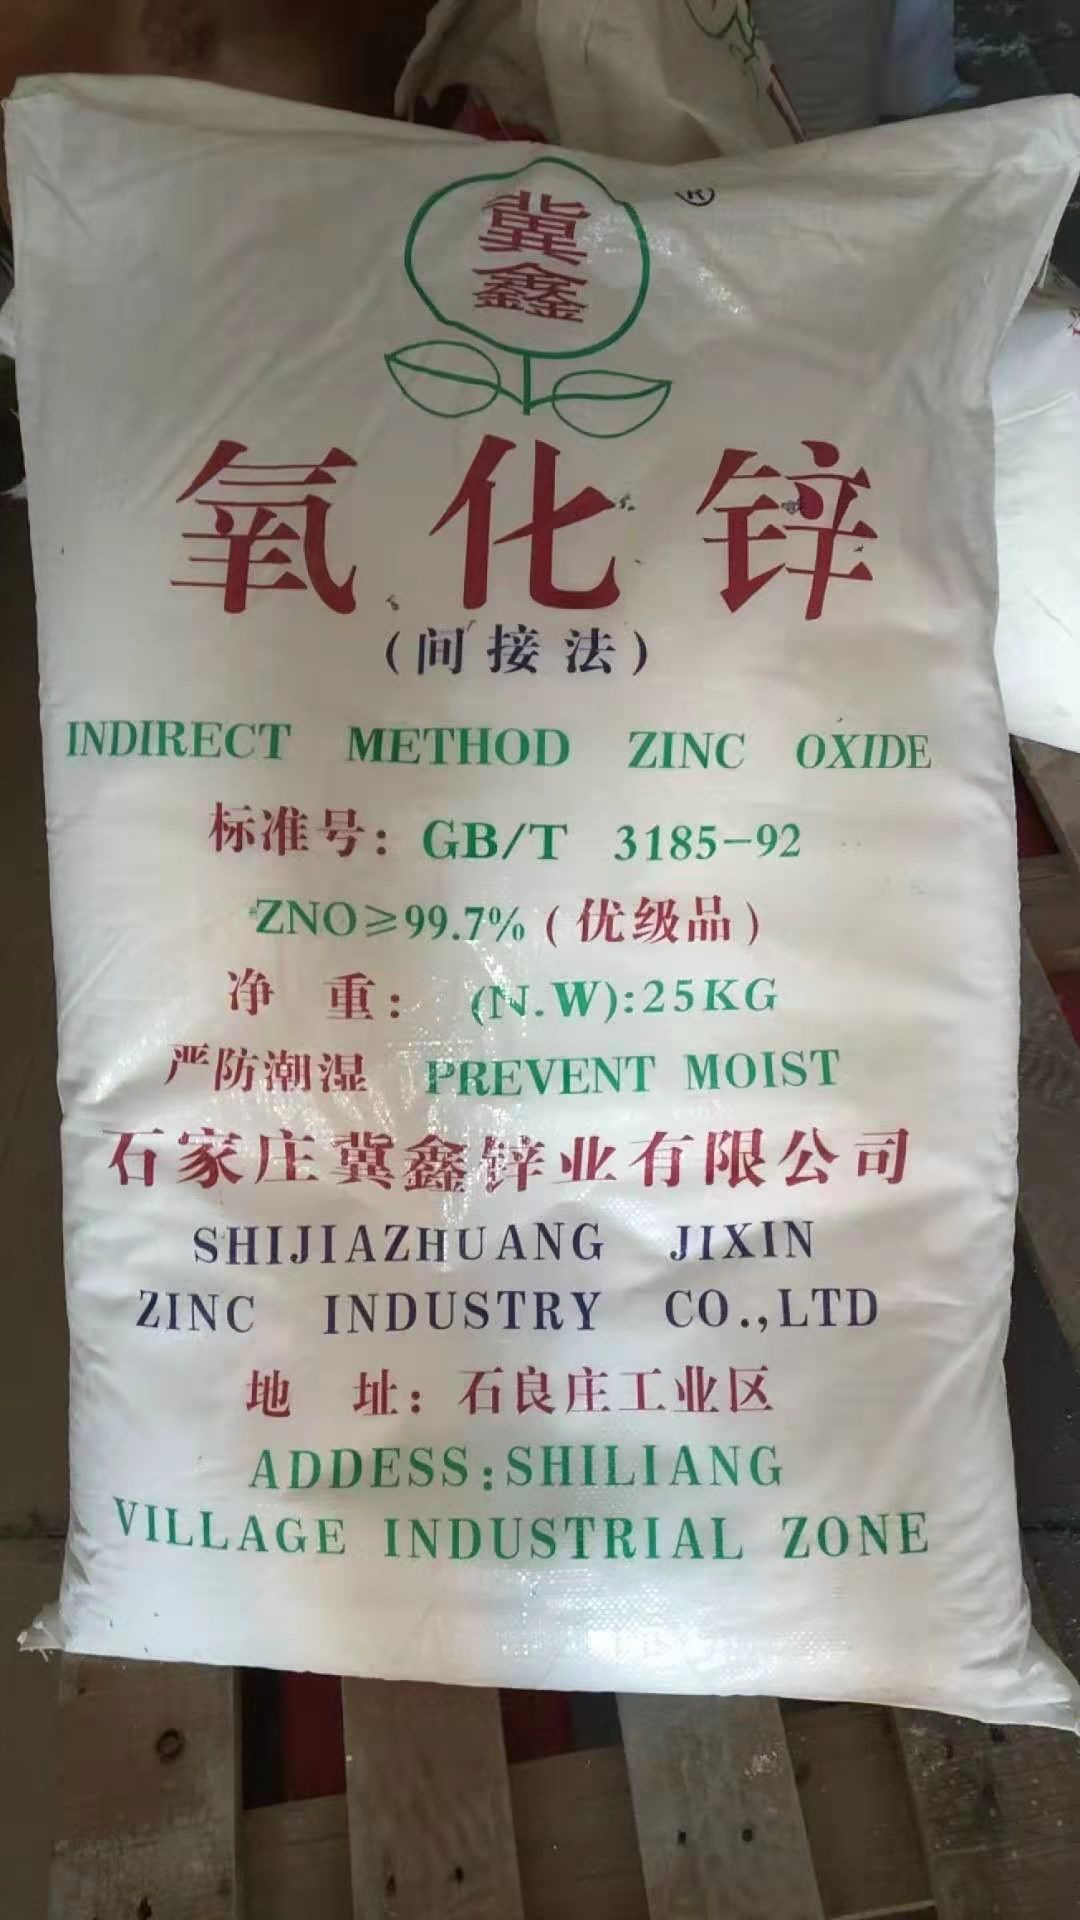 冀
鑫
®
氧化锌
(间接法)
INDIRECT METHOD ZINC OXIDE
标准号: GB/T 3185-92
ZNO≥99.7% (优级品)
净 重: (N.W):25KG
严防潮湿 PREVENT MOIST
石家庄冀鑫锌业有限公司
SHIJIAZHUANG JIXIN
ZINC INDUSTRY CO.,LTD
地 址: 石良庄工业区
ADDESS:SHILIANG
VILLAGE INDUSTRIAL ZONE